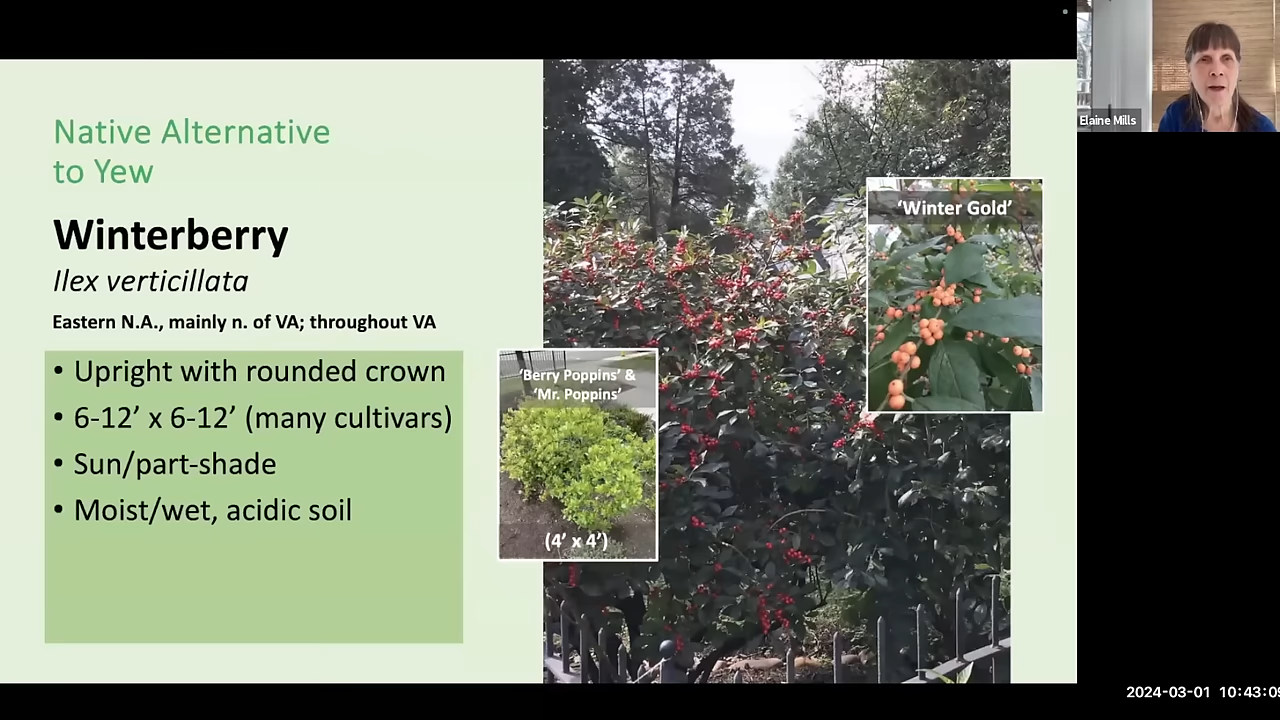 Native Alternative
to Yew
Winterberry
Ilex verticillata
Eastern N.A., mainly n. of VA; throughout VA
• Upright with rounded crown
• 6-12’ x 6-12’ (many cultivars)
• Sun/part-shade
• Moist/wet, acidic soil
‘Berry Poppins’ &
‘Mr. Poppins’
(4’ x 4’)
‘Winter Gold’
Elaine Mills
2024-03-01 10:43:09